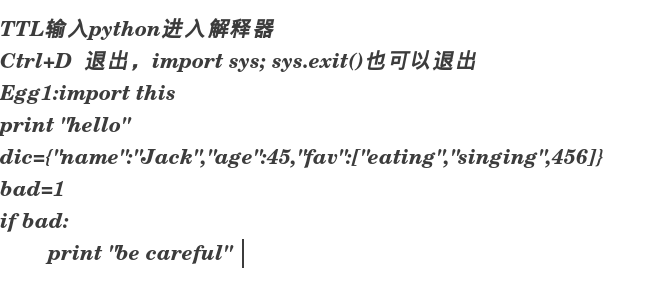 TTL输入python进入解释器
Ctrl+D  退出，import sys; sys.exit()也可以退出
Egg1:import this
print "hello"
dic={"name":"Jack","age":45,"fav":["eating","singing",456]}
bad=1
if bad:
        print "be careful"